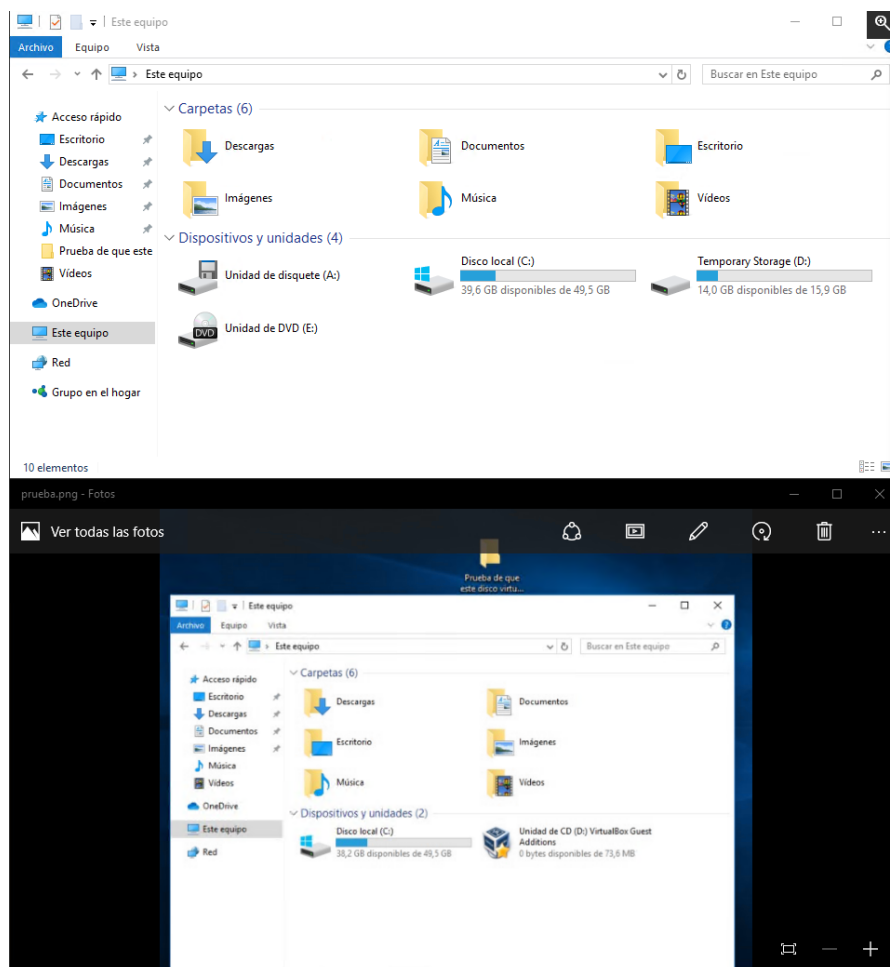 Este equipo
Archivo Equipo Vista
Este equipo
Buscar en Este equipo
Acceso rápido
Escritorio
Descargas
Documentos
Imágenes
Música
Prueba de que este
Vídeos
OneDrive
Este equipo
Red
Grupo en el hogar
Carpetas (6)
Descargas Documentos Escritorio
Imágenes Música Vídeos
Dispositivos y unidades (4)
Unidad de disquete (A:)
Disco local (C:)
39,6 GB disponibles de 49,5 GB
Temporary Storage (D:)
14,0 GB disponibles de 15,9 GB
DVD
Unidad de DVD (E:)
10 elementos
prueba.png - Fotos
Ver todas las fotos
Prueba de que
este disco virtu...
Este equipo
Archivo Equipo Vista
Este equipo
Buscar en Este equipo
Acceso rápido
Escritorio
Descargas
Documentos
Imágenes
Música
Vídeos
OneDrive
Este equipo
Red
Carpetas (6)
Descargas Documentos
Escritorio Imágenes
Música Vídeos
Dispositivos y unidades (2)
Disco local (C:)
38,2 GB disponibles de 49,5 GB
Unidad de CD (D:) VirtualBox Guest
Additions
0 bytes disponibles de 73,6 MB